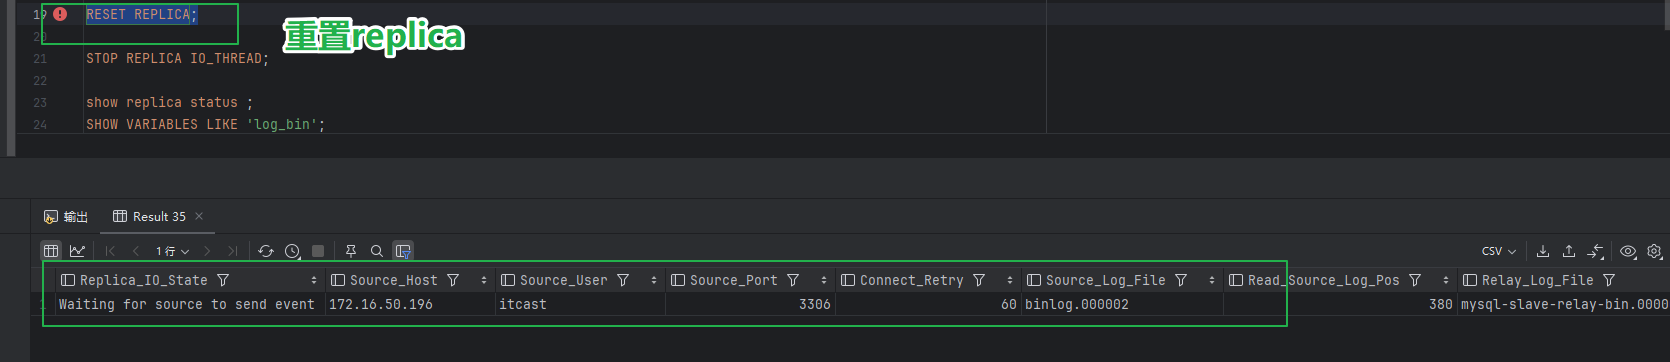 19 RESET REPLICA;
重置replica
20
21 STOP REPLICA IO_THREAD;
22
23 show replica status ;
24 SHOW VARIABLES LIKE 'log_bin';
输出 Result 35 ×
1 行 CSV
Replica_IO_State Source_Host Source_User Source_Port Connect_Retry Source_Log_File Read_Source_Log_Pos Relay_Log_File
1 Waiting for source to send event 172.16.50.196 itcast 3306 60 binlog.000002 380 mysql-slave-relay-bin.0000